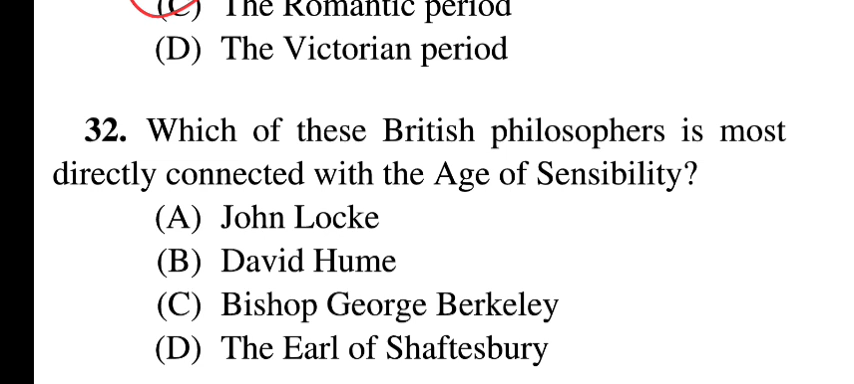 (C) The Romantic period
(D) The Victorian period
32. Which of these British philosophers is most
directly connected with the Age of Sensibility?
(A) John Locke
(B) David Hume
(C) Bishop George Berkeley
(D) The Earl of Shaftesbury